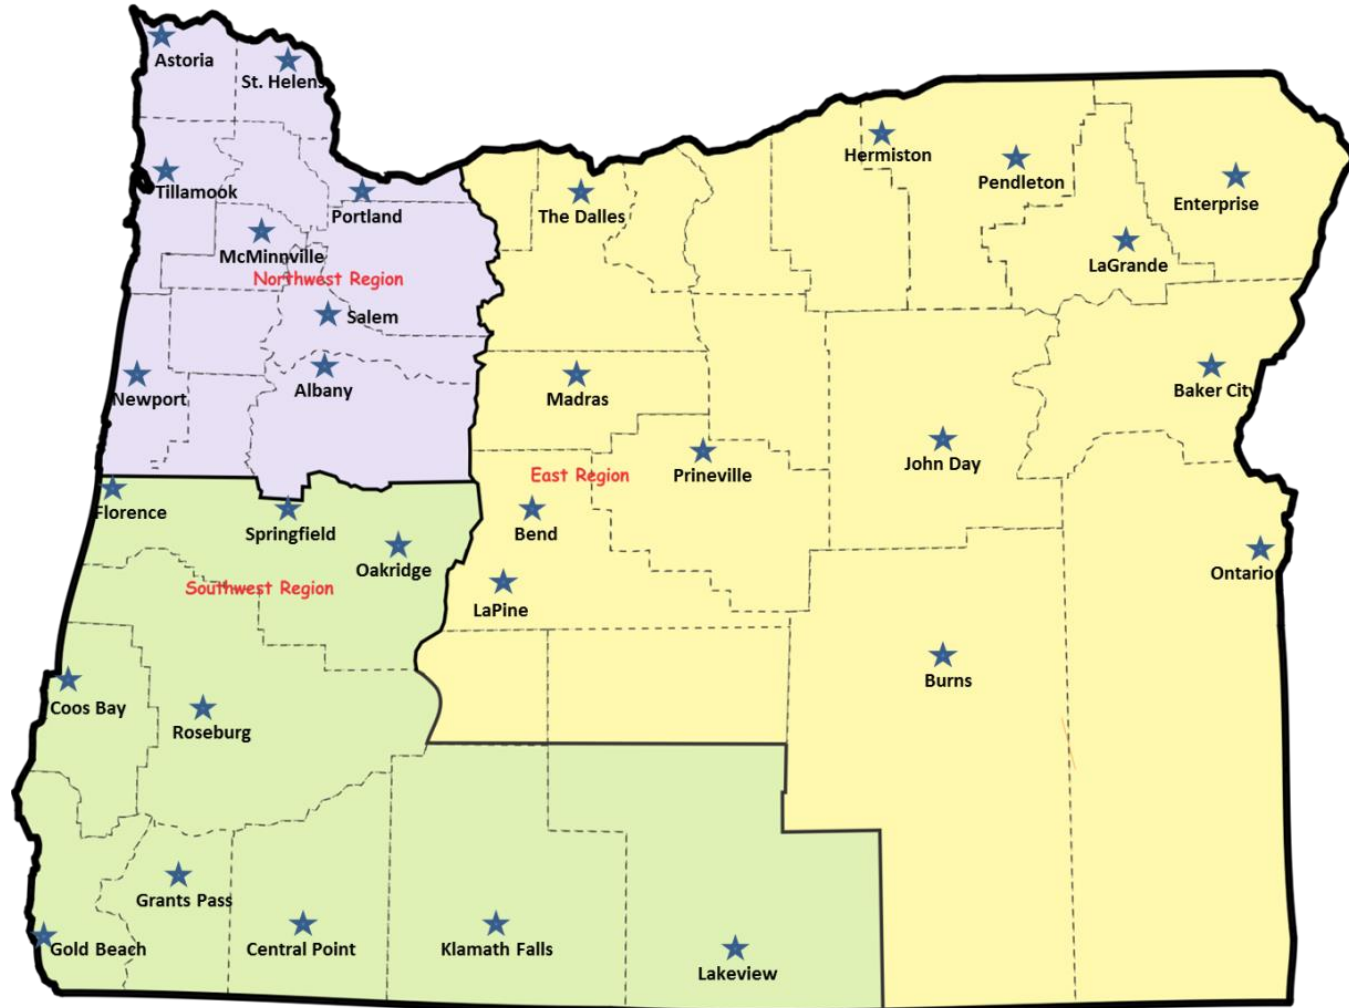 Astoria
St. Helens
Hermiston
Pendleton
Tillamook
Portland
The Dalles
Enterprise
McMinnville
LaGrande
Northwest Region
Salem
Newport
Albany
Madras
Baker City
John Day
East Region
Prineville
Florence
Springfield
Bend
Oakridge
Ontario
Southwest Region
LaPine
Burns
Coos Bay
Roseburg
Grants Pass
Gold Beach
Central Point
Klamath Falls
Lakeview